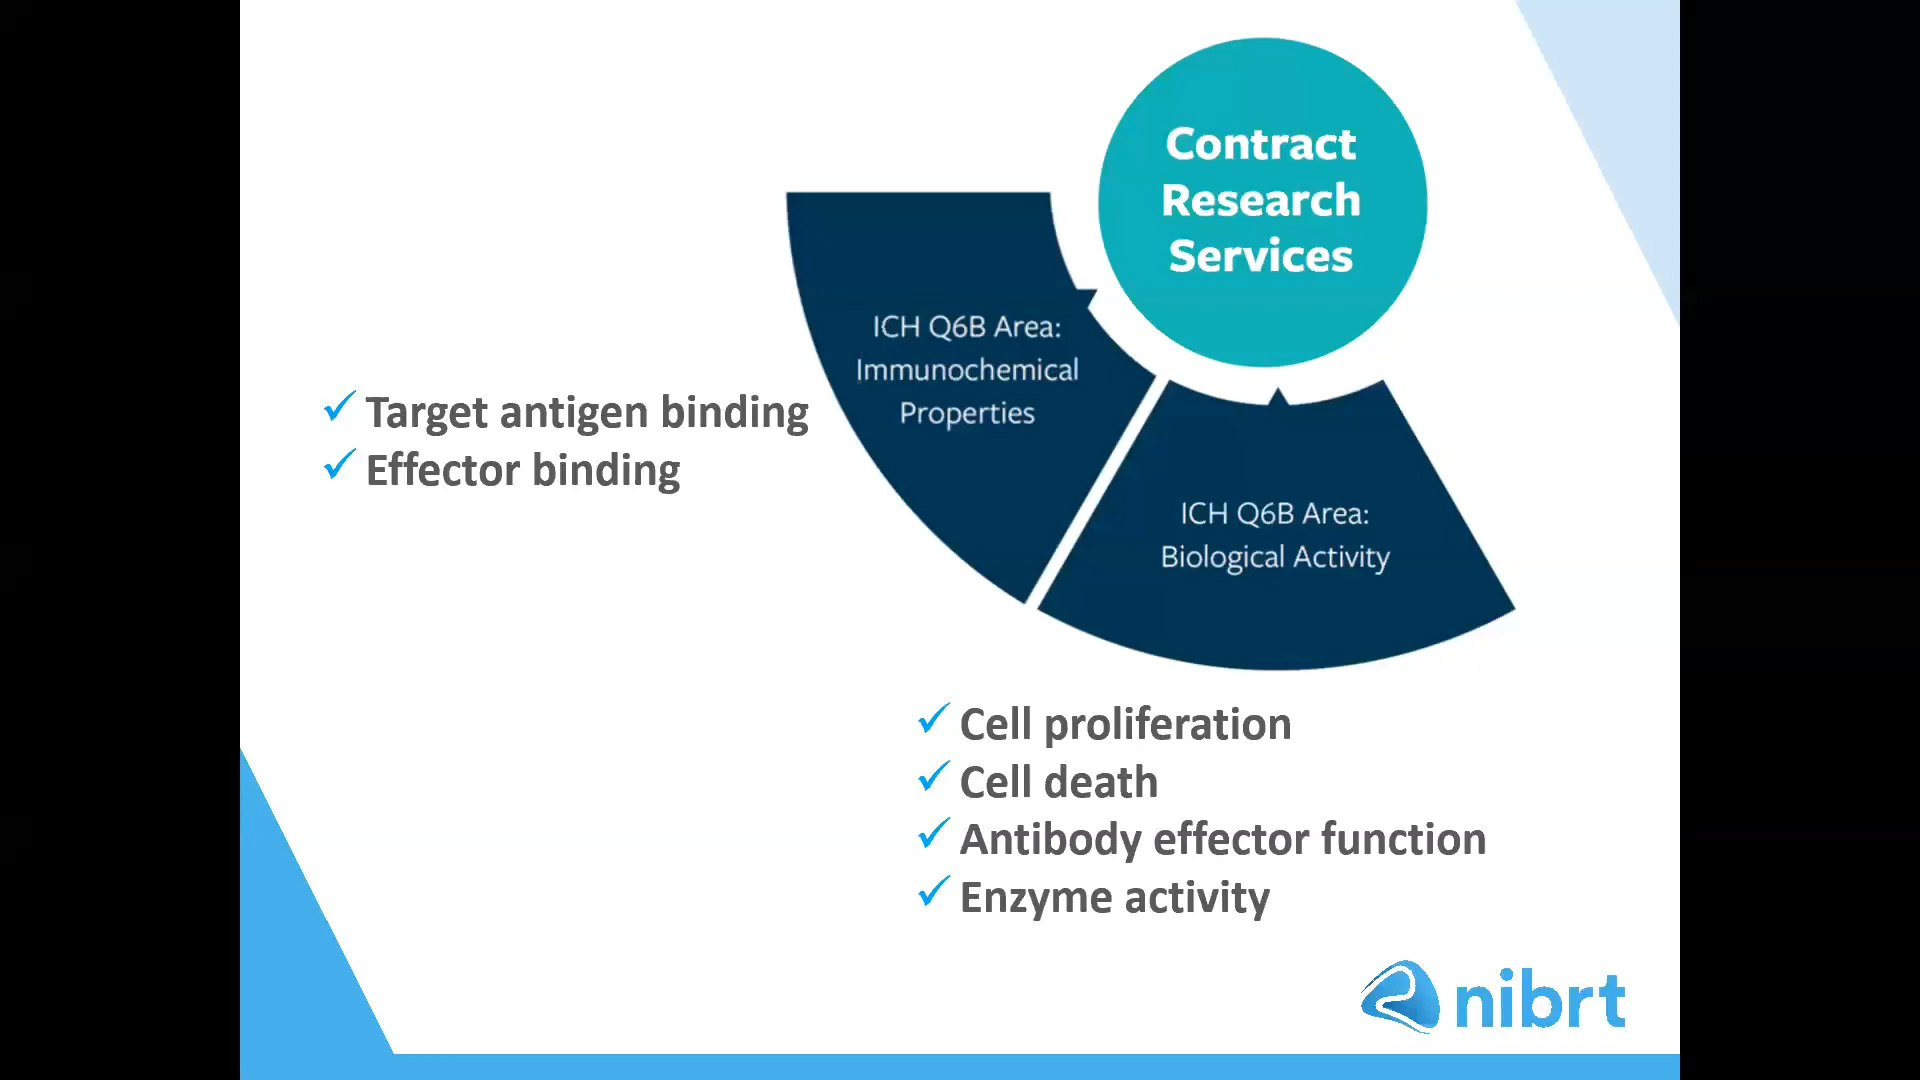 Contract
Research
Services
ICH Q6B Area:
Immunochemical
Properties
✓ Target antigen binding
✓ Effector binding
ICH Q6B Area:
Biological Activity
✓ Cell proliferation
✓ Cell death
✓ Antibody effector function
✓ Enzyme activity
nibrt